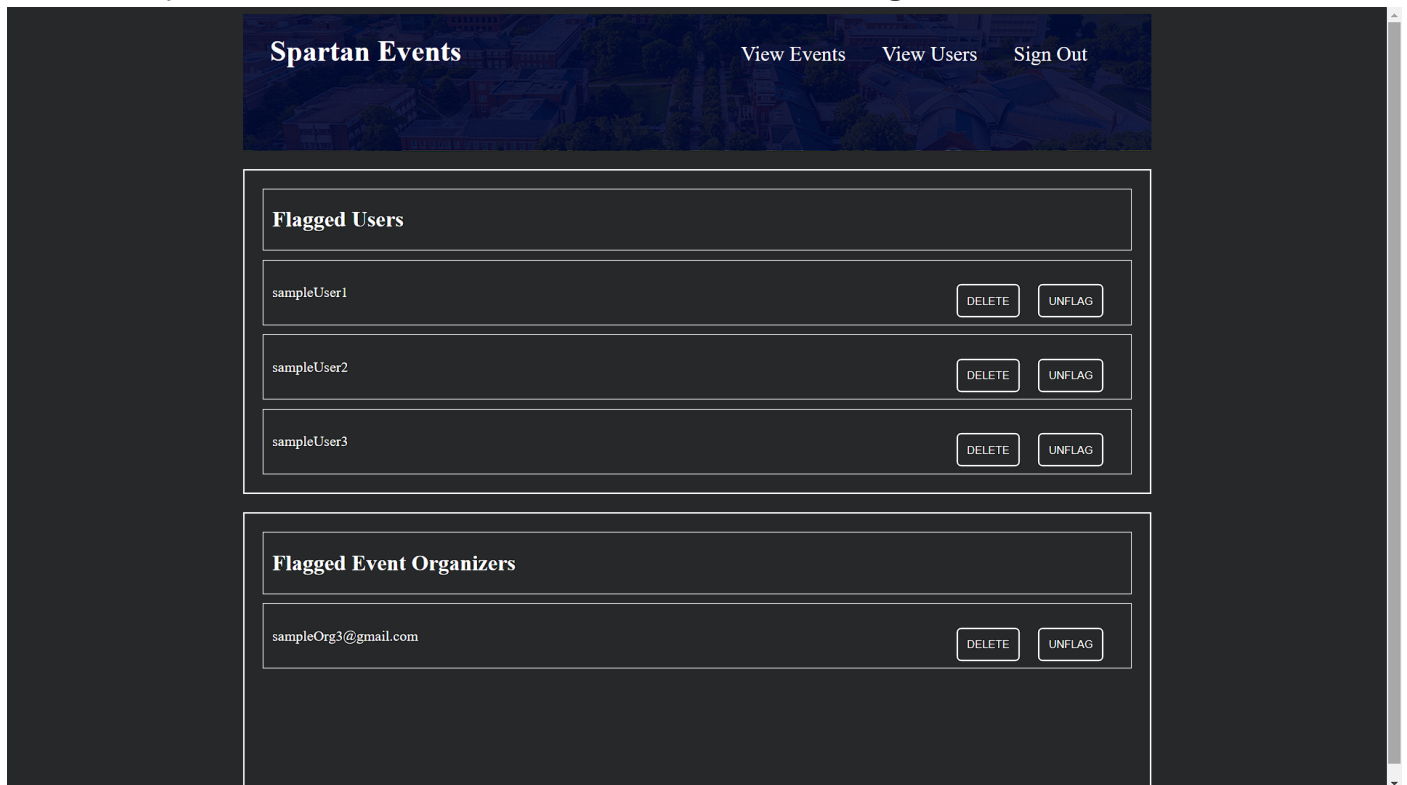 Spartan Events
View Events View Users Sign Out
Flagged Users
sampleUser1 DELETE UNFLAG
sampleUser2 DELETE UNFLAG
sampleUser3 DELETE UNFLAG
Flagged Event Organizers
sampleOrg3@gmail.com DELETE UNFLAG